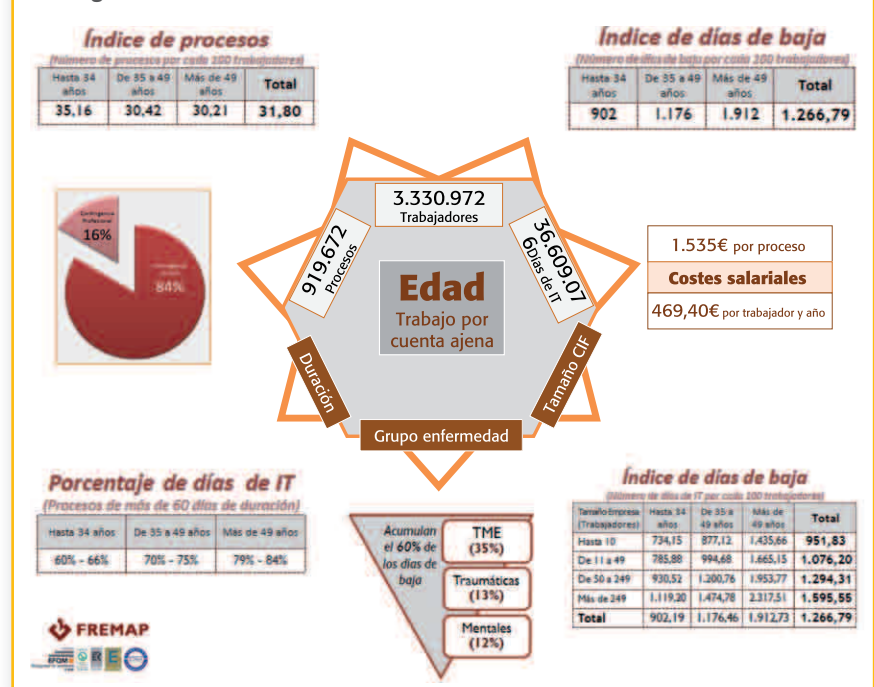 Índice de procesos
(Número de procesos por cada 100 trabajadores)
Hasta 34 años
De 35 a 49 años
Más de 49 años
Total
35,16
30,42
30,21
31,80
Índice de días de baja
(Número de días de baja por cada 100 trabajadores)
Hasta 34 años
De 35 a 49 años
Más de 49 años
Total
902
1.176
1.912
1.266,79
Contingencia
Profesional
16%
84%
3.330.972
Trabajadores
919.672
Procesos
36.609.07
6Días de IT
Edad
Trabajo por
cuenta ajena
Duración
Grupo enfermedad
Tamaño CIF
1.535€ por proceso
Costes salariales
469,40€ por trabajador y año
Porcentaje de días de IT
(Procesos de más de 60 días de duración)
Hasta 34 años
De 35 a 49 años
Más de 49 años
60% - 66%
70% - 75%
79% - 84%
Acumulan
el 60% de
los días de
baja
TME
(35%)
Traumáticas
(13%)
Mentales
(12%)
Índice de días de baja
(Número de días de IT por cada 100 trabajadores)
Tamaño Empresa (Trabajadores)
Hasta 34 años
De 35 a 49 años
Más de 49 años
Total
Hasta 10
734,15
877,12
1.435,66
951,83
De 11 a 49
785,88
994,68
1.665,15
1.076,20
De 50 a 249
930,52
1.200,76
1.953,77
1.294,31
Más de 249
1.119,20
1.474,78
2.317,51
1.595,55
Total
902,19
1.176,46
1.912,73
1.266,79
FREMAP
EFQM